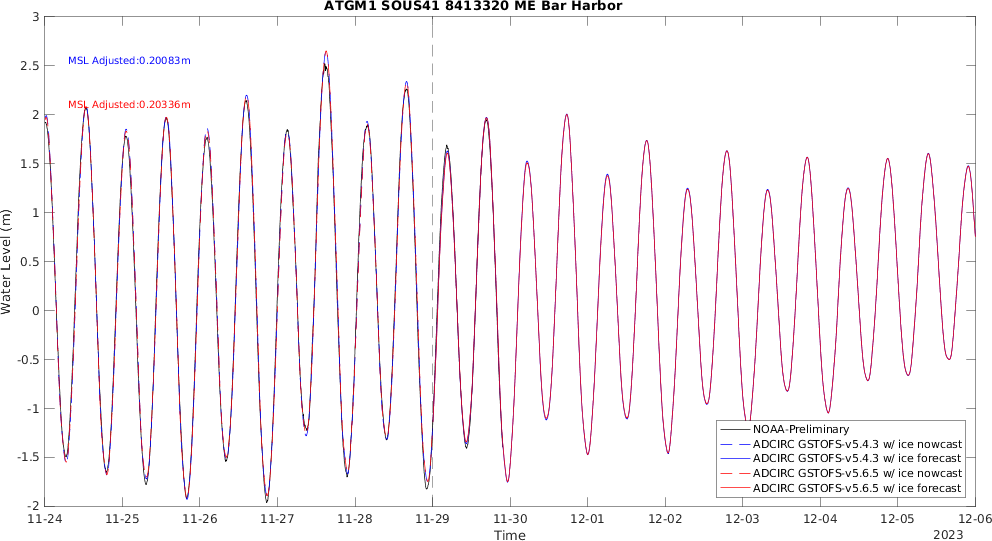 ATGM1 SOUS41 8413320 ME Bar Harbor
3
2.5
2
1.5
1
0.5
0
-0.5
-1
-1.5
-2
Water Level (m)
MSL Adjusted:0.20083m
MSL Adjusted:0.20336m
NOAA-Preliminary
ADCIRC GSTOFS-v5.4.3 w/ ice nowcast
ADCIRC GSTOFS-v5.4.3 w/ ice forecast
ADCIRC GSTOFS-v5.6.5 w/ ice nowcast
ADCIRC GSTOFS-v5.6.5 w/ ice forecast
11-24 11-25 11-26 11-27 11-28 11-29 11-30 12-01 12-02 12-03 12-04 12-05 12-06
Time
2023